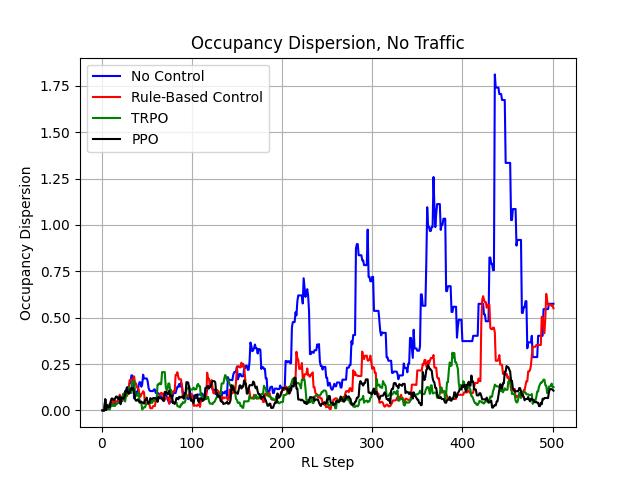 Occupancy Dispersion, No Traffic
No Control
Rule-Based Control
TRPO
PPO
Occupancy Dispersion
1.75
1.50
1.25
1.00
0.75
0.50
0.25
0.00
0 100 200 300 400 500
RL Step